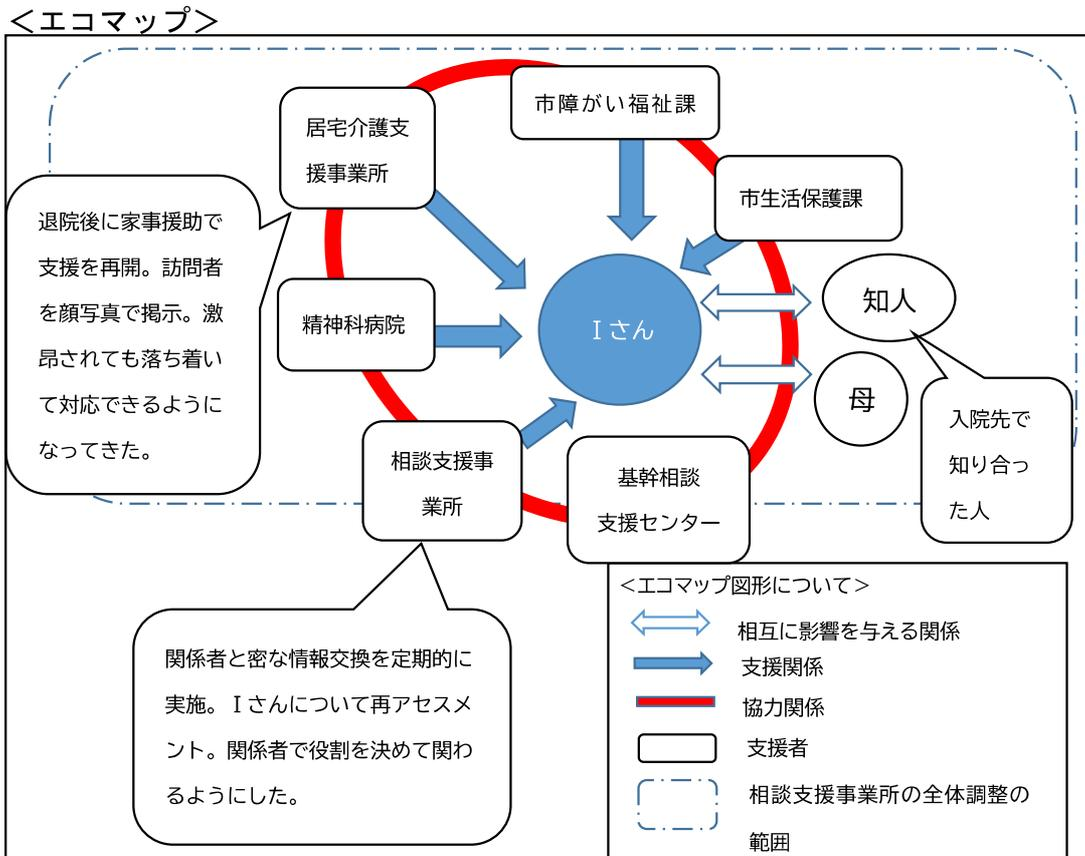 ＜エコマップ＞
市障がい福祉課
居宅介護支
援事業所
市生活保護課
退院後に家事援助で
支援を再開。訪問者
を顔写真で掲示。激
昂されても落ち着い
て対応できるように
なってきた。
精神科病院
Ｉさん
知人
母
入院先で
知り合っ
た人
相談支援事
業所
基幹相談
支援センター
関係者と密な情報交換を定期的に
実施。Ｉさんについて再アセスメ
ント。関係者で役割を決めて関わ
るようにした。
＜エコマップ図形について＞
相互に影響を与える関係
支援関係
協力関係
支援者
相談支援事業所の全体調整の
範囲